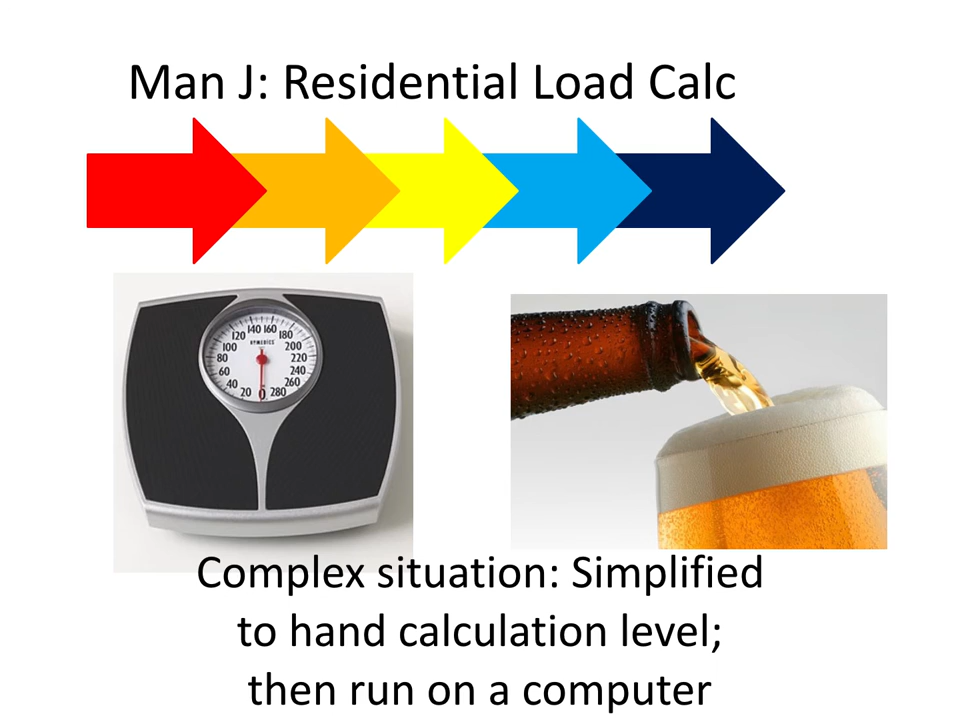 Man J: Residential Load Calc
140 160
120 180
100 HOMEDICS 200
80 220
60 240
40 260
20 0 280
Complex situation: Simplified
to hand calculation level;
then run on a computer